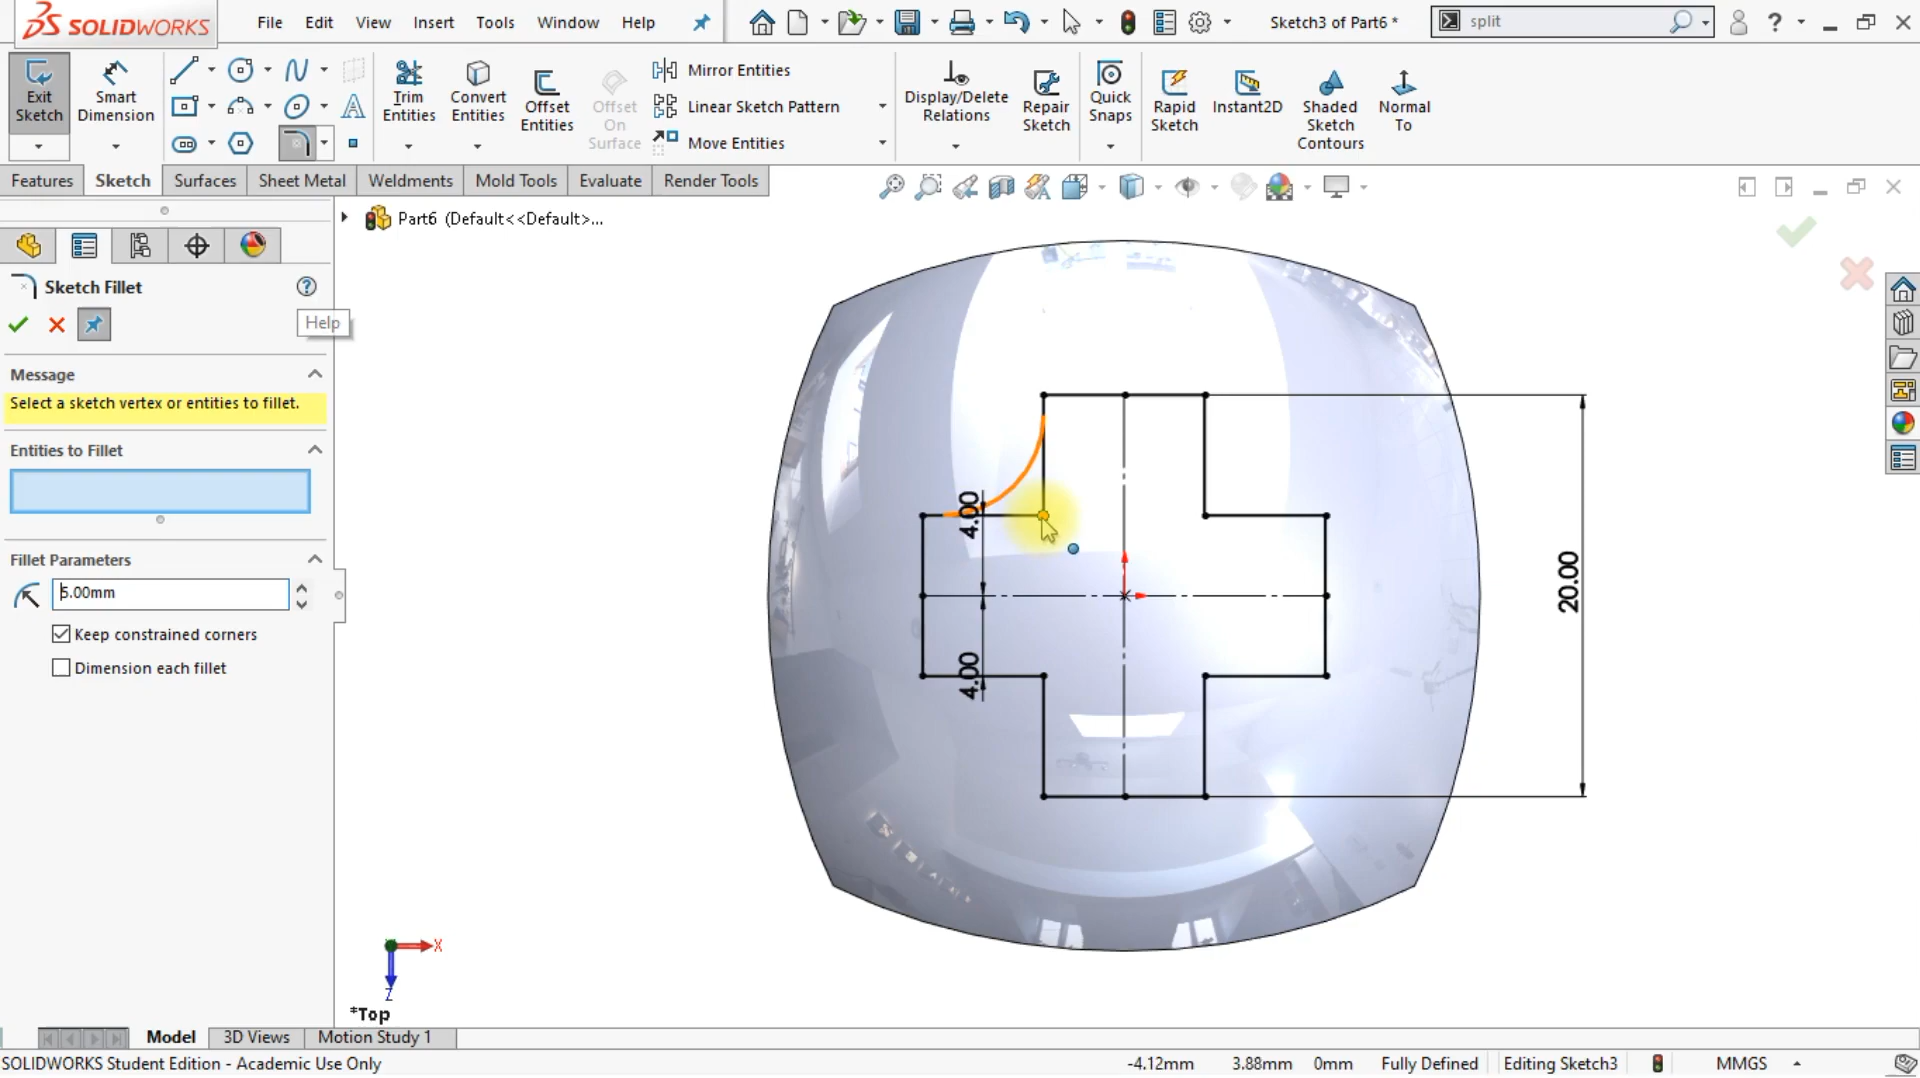 SOLIDWORKS
File Edit View Insert Tools Window Help
Sketch3 of Part6 *
split
Exit Sketch
Smart Dimension
Trim Entities
Convert Entities
Offset Entities
Offset On Surface
Mirror Entities
Linear Sketch Pattern
Move Entities
Display/Delete Relations
Repair Sketch
Quick Snaps
Rapid Sketch
Instant2D
Shaded Sketch Contours
Normal To
Features Sketch Surfaces Sheet Metal Weldments Mold Tools Evaluate Render Tools
Part6 (Default<<Default>...
Sketch Fillet
Help
Message
Select a sketch vertex or entities to fillet.
Entities to Fillet
Fillet Parameters
5.00mm
Keep constrained corners
Dimension each fillet
4.00
4.00
20.00
X
Z
*Top
Model 3D Views Motion Study 1
SOLIDWORKS Student Edition - Academic Use Only
-4.12mm 3.88mm 0mm Fully Defined Editing Sketch3 MMGS